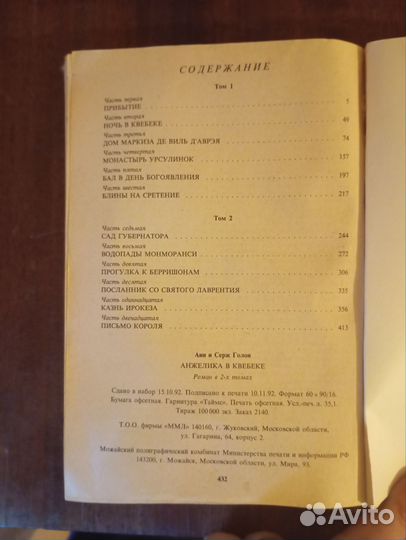 СОДЕРЖАНИЕ
Том 1
Часть первая
ПРИБЫТИЕ 5
Часть вторая
НОЧЬ В КВЕБЕКЕ 49
Часть третья
ДОМ МАРКИЗА ДЕ ВИЛЬ Д'АВРЭЯ 74
Часть четвертая
МОНАСТЫРЬ УРСУЛИНОК 157
Часть пятая
БАЛ В ДЕНЬ БОГОЯВЛЕНИЯ 197
Часть шестая
БЛИНЫ НА СРЕТЕНИЕ 217
Том 2
Часть седьмая
САД ГУБЕРНАТОРА 244
Часть восьмая
ВОДОПАДЫ МОНМОРАНСИ 272
Часть девятая
ПРОГУЛКА К БЕРРИШОНАМ 306
Часть десятая
ПОСЛАННИК СО СВЯТОГО ЛАВРЕНТИЯ 335
Часть одиннадцатая
КАЗНЬ ИРОКЕЗА 356
Часть двенадцатая
ПИСЬМО КОРОЛЯ 413
Анн и Серж Голон
АНЖЕЛИКА В КВЕБЕКЕ
Роман в 2-х томах
Сдано в набор 15.10.92. Подписано к печати 10.11.92. Формат 60 × 90/16.
Бумага офсетная. Гарнитура «Таймс». Печать офсетная. Усл.-печ. л. 35,1.
Тираж 100 000 экз. Заказ 2140.
Т.О.О. фирмы «ММЛ» 140160, г. Жуковский, Московской области,
ул. Гагарина, 64, корпус 2.
Можайский полиграфический комбинат Министерства печати и информации РФ
143200, г. Можайск, Московской области, ул. Мира, 93.
432
Avito